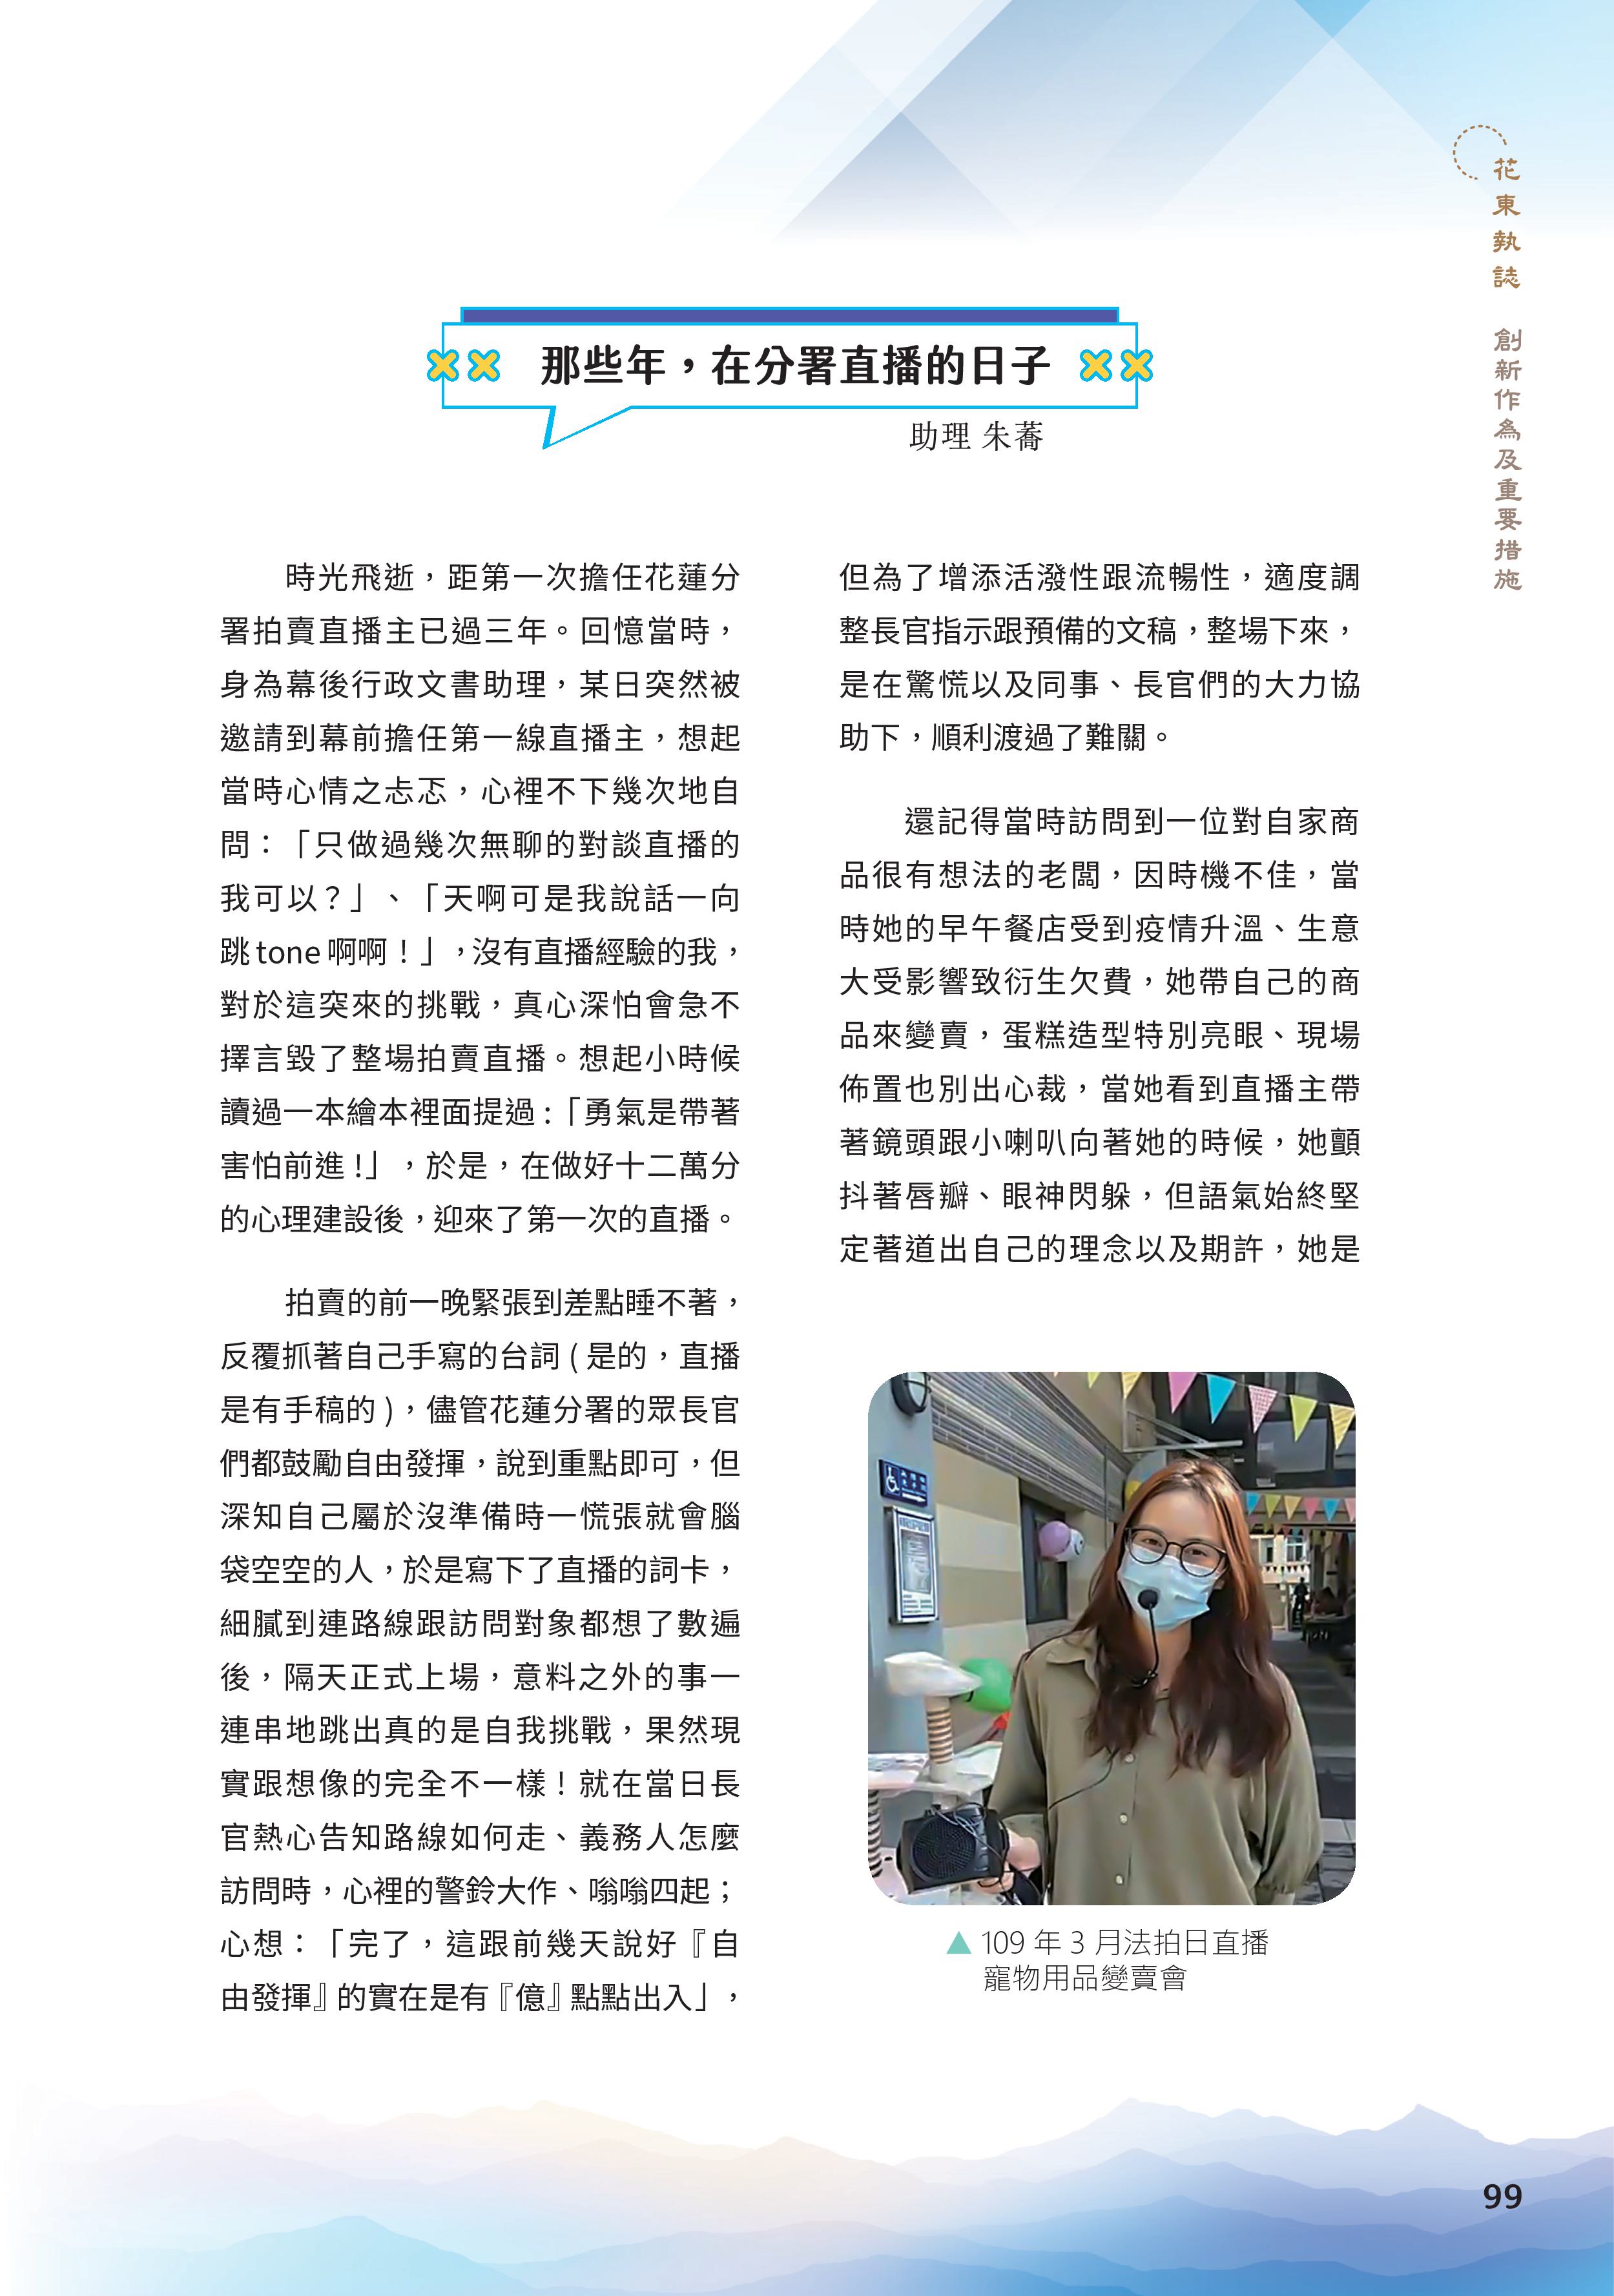 花東執誌 創新作為及重要措施
那些年，在分署直播的日子
助理 朱蕎
時光飛逝，距第一次擔任花蓮分
署拍賣直播主已過三年。回憶當時，
身為幕後行政文書助理，某日突然被
邀請到幕前擔任第一線直播主，想起
當時心情之忐忑，心裡不下幾次地自
問：「只做過幾次無聊的對談直播的
我可以？」、「天啊可是我說話一向
跳 tone 啊啊！」，沒有直播經驗的我，
對於這突來的挑戰，真心深怕會急不
擇言毀了整場拍賣直播。想起小時候
讀過一本繪本裡面提過：「勇氣是帶著
害怕前進！」，於是，在做好十二萬分
的心理建設後，迎來了第一次的直播。
拍賣的前一晚緊張到差點睡不著，
反覆抓著自己手寫的台詞 ( 是的，直播
是有手稿的 )，儘管花蓮分署的眾長官
們都鼓勵自由發揮，說到重點即可，但
深知自己屬於沒準備時一慌張就會腦
袋空空的人，於是寫下了直播的詞卡，
細膩到連路線跟訪問對象都想了數遍
後，隔天正式上場，意料之外的事一
連串地跳出真的是自我挑戰，果然現
實跟想像的完全不一樣！就在當日長
官熱心告知路線如何走、義務人怎麼
訪問時，心裡的警鈴大作、嗡嗡四起；
心想：「完了，這跟前幾天說好『自
由發揮』的實在是有『億』點點出入」，
但為了增添活潑性跟流暢性，適度調
整長官指示跟預備的文稿，整場下來，
是在驚慌以及同事、長官們的大力協
助下，順利渡過了難關。
還記得當時訪問到一位對自家商
品很有想法的老闆，因時機不佳，當
時她的早午餐店受到疫情升溫、生意
大受影響致衍生欠費，她帶自己的商
品來變賣，蛋糕造型特別亮眼、現場
佈置也別出心裁，當她看到直播主帶
著鏡頭跟小喇叭向著她的時候，她顫
抖著唇瓣、眼神閃躲，但語氣始終堅
定著道出自己的理念以及期許，她是
▲ 109 年 3 月法拍日直播
寵物用品變賣會
99